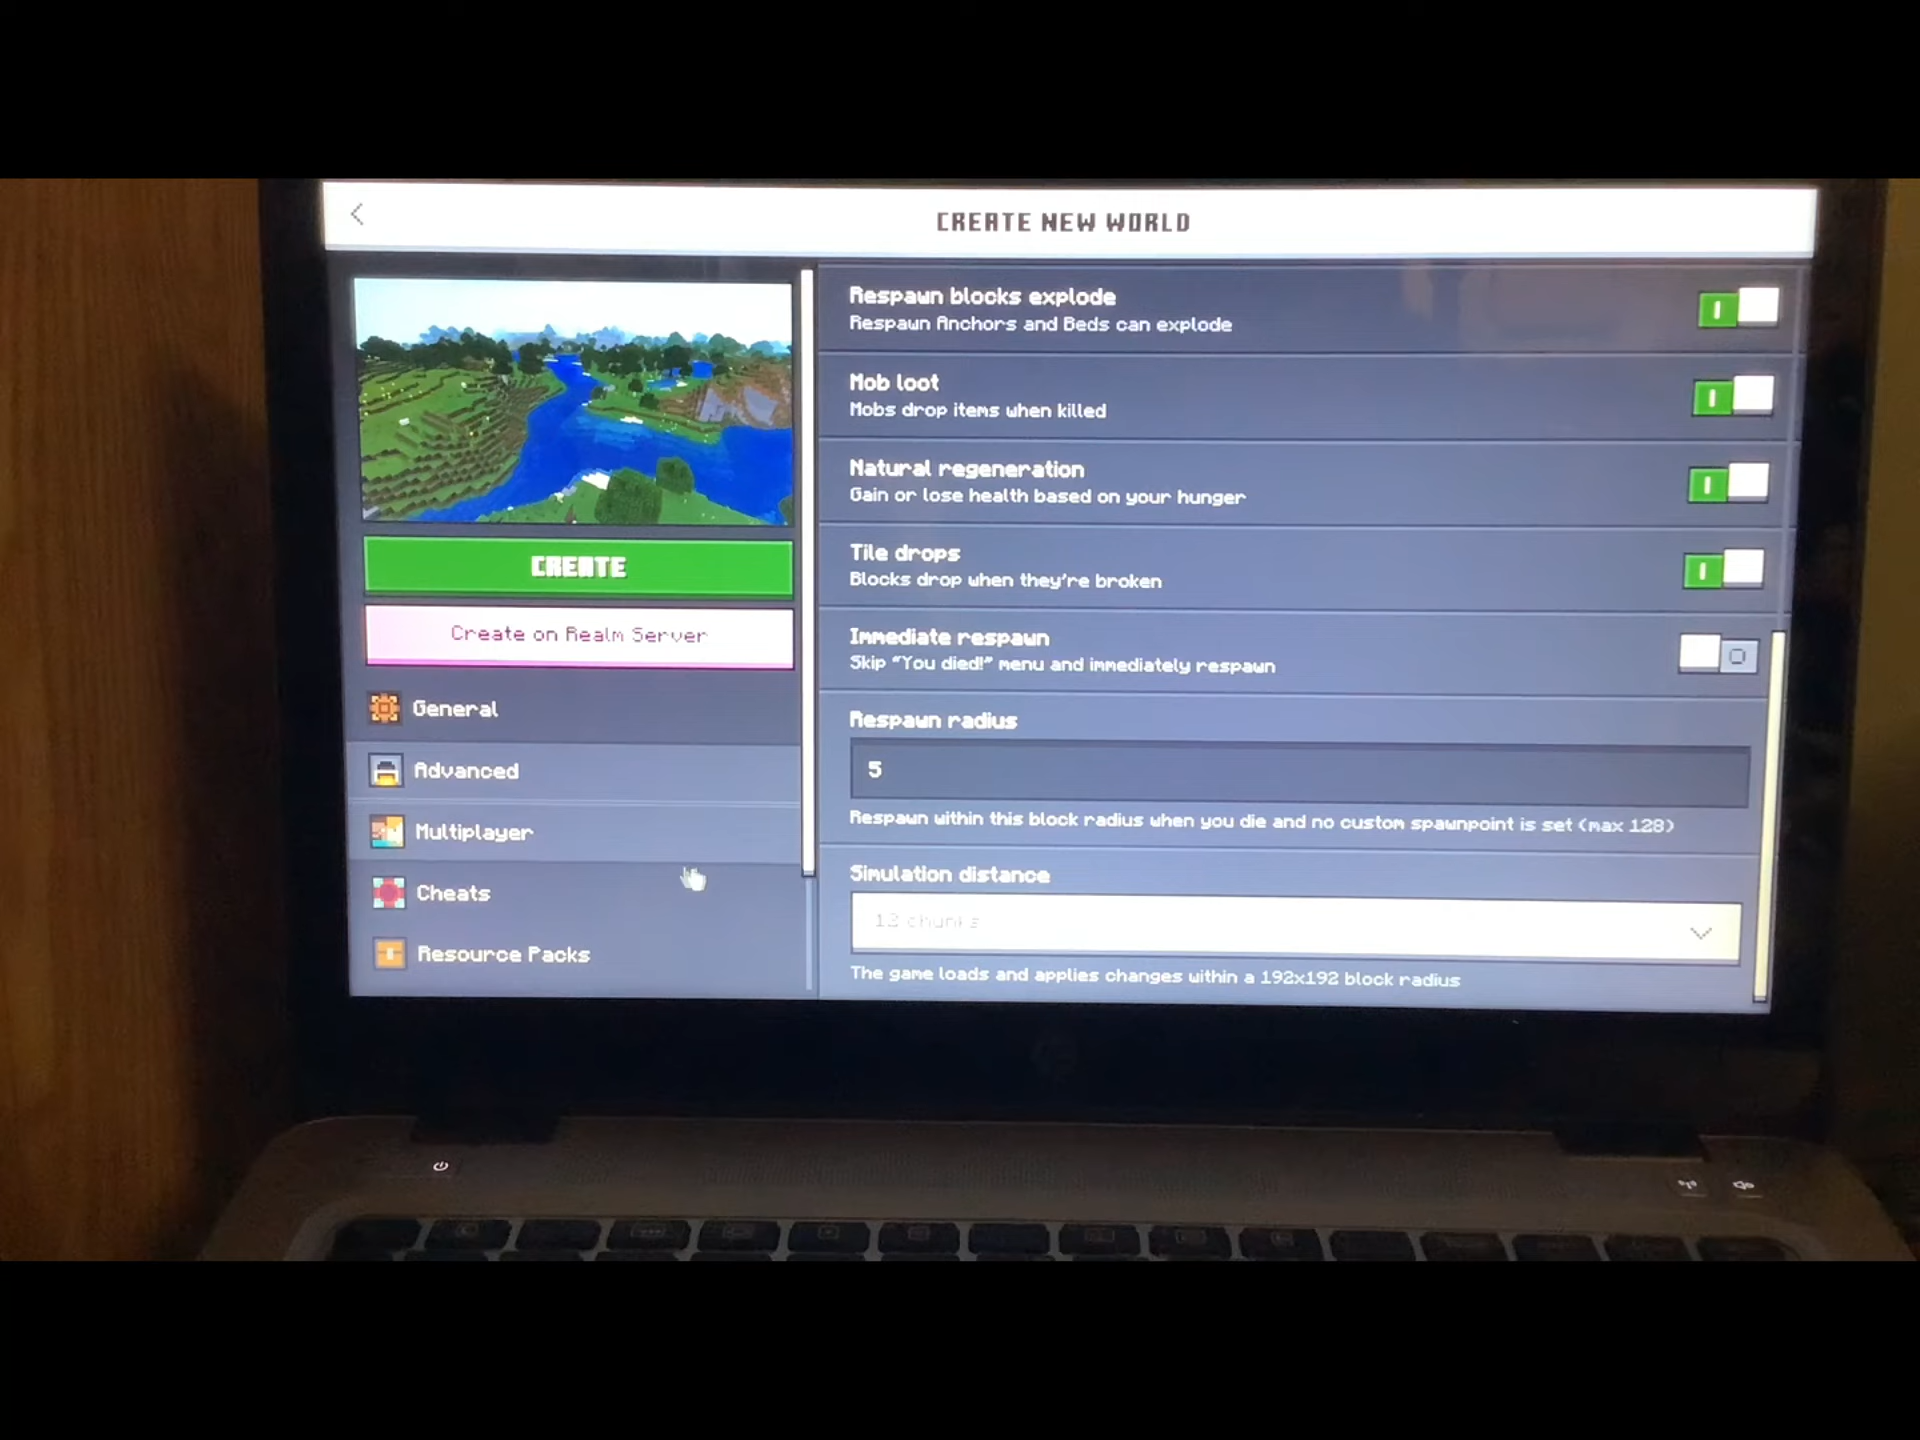 CREATE NEW WORLD
CREATE
Create on Realm Server
General
Advanced
Multiplayer
Cheats
Resource Packs
Respawn blocks explode
Respawn Anchors and Beds can explode
Mob loot
Mobs drop items when killed
Natural regeneration
Gain or lose health based on your hunger
Tile drops
Blocks drop when they're broken
Immediate respawn
Skip "You died!" menu and immediately respawn
Respawn radius
5
Respawn within this block radius when you die and no custom spawnpoint is set (max 128)
Simulation distance
12 chunks
The game loads and applies changes within a 192x192 block radius